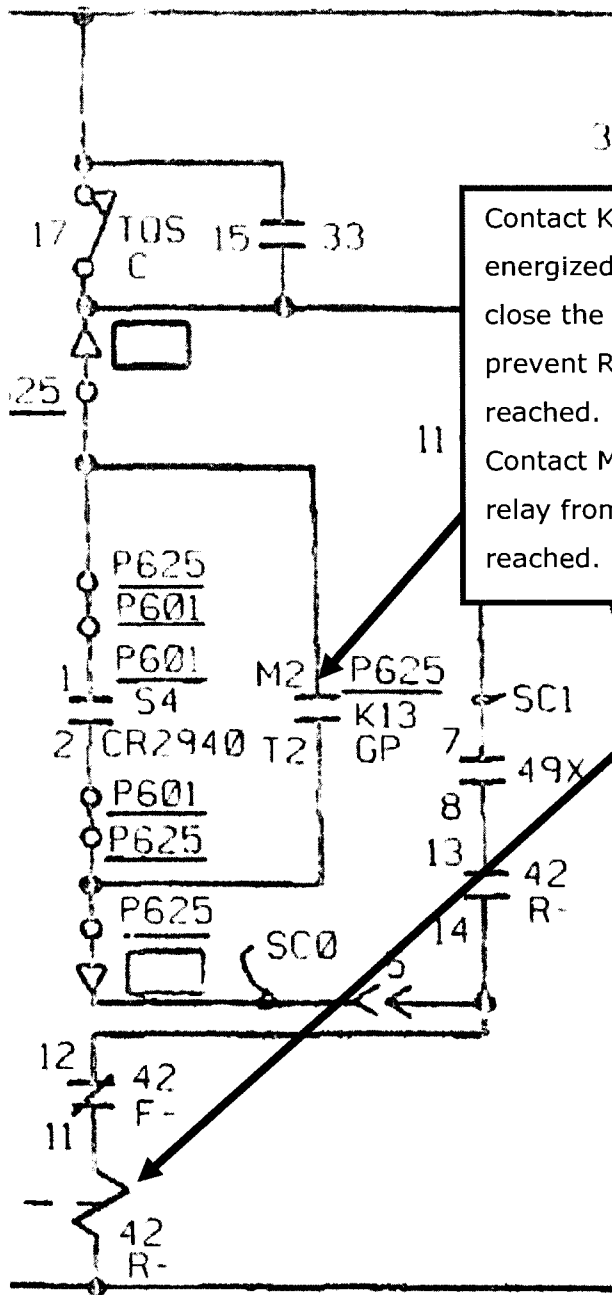 3
17 TOS 15 33
C
Contact K
energized
close the
prevent R
reached.
Contact M
relay from
reached.
625
11
P625
P601
P601
1 S4
2 CR2940
M2 P625
K13
T2 GP
SC1
7
49X
8
P601
P625
13
42
R-
14
P625
SC0
5
12 42
F-
11
42
R-